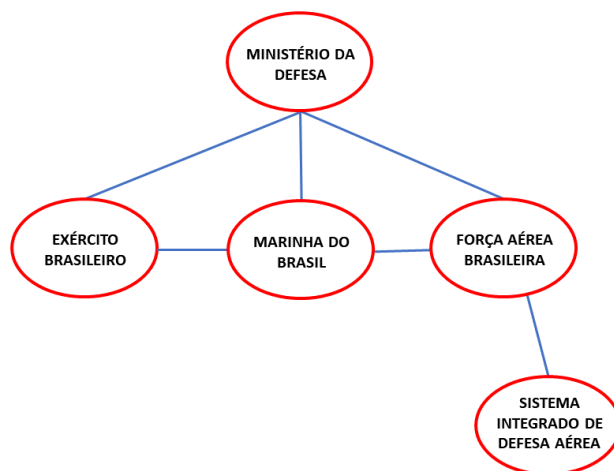 MINISTÉRIO DA
DEFESA
EXÉRCITO
BRASILEIRO
MARINHA DO
BRASIL
FORÇA AÉREA
BRASILEIRA
SISTEMA
INTEGRADO DE
DEFESA AÉREA